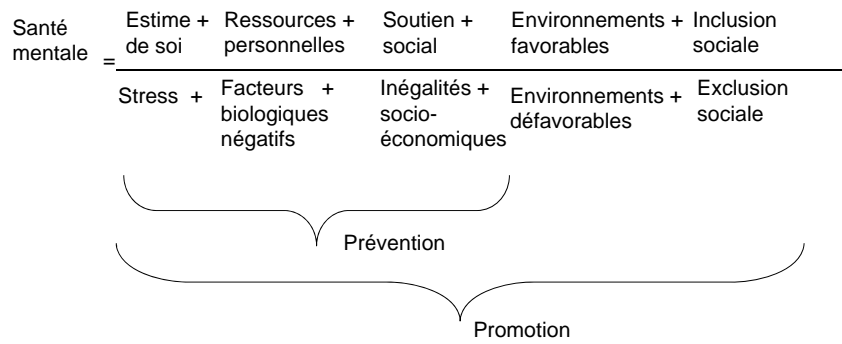 Santé
mentale =
Estime + Ressources + Soutien + Environnements + Inclusion
de soi personnelles social favorables sociale
Stress + Facteurs + Inégalités + Environnements + Exclusion
biologiques socio- défavorables sociale
négatifs économiques
Prévention
Promotion